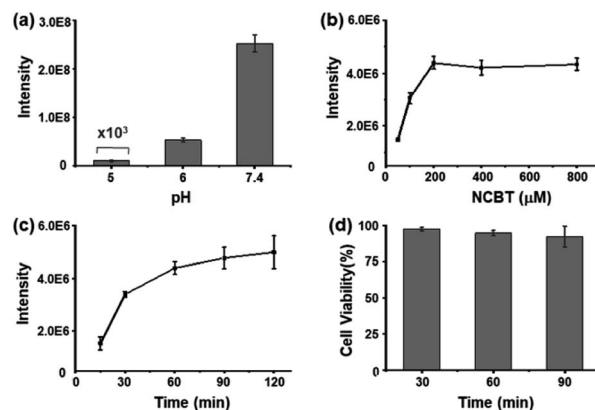 (a)
3.0E8
2.0E8
1.0E8
0
Intensity
x10³
5 6 7.4
pH
(b)
6.0E6
4.0E6
2.0E6
Intensity
0 200 400 600 800
NCBT (µM)
(c)
6.0E6
4.0E6
2.0E6
0
Intensity
0 30 60 90 120
Time (min)
(d)
100
75
50
25
0
Cell Viability(%)
30 60 90
Time (min)